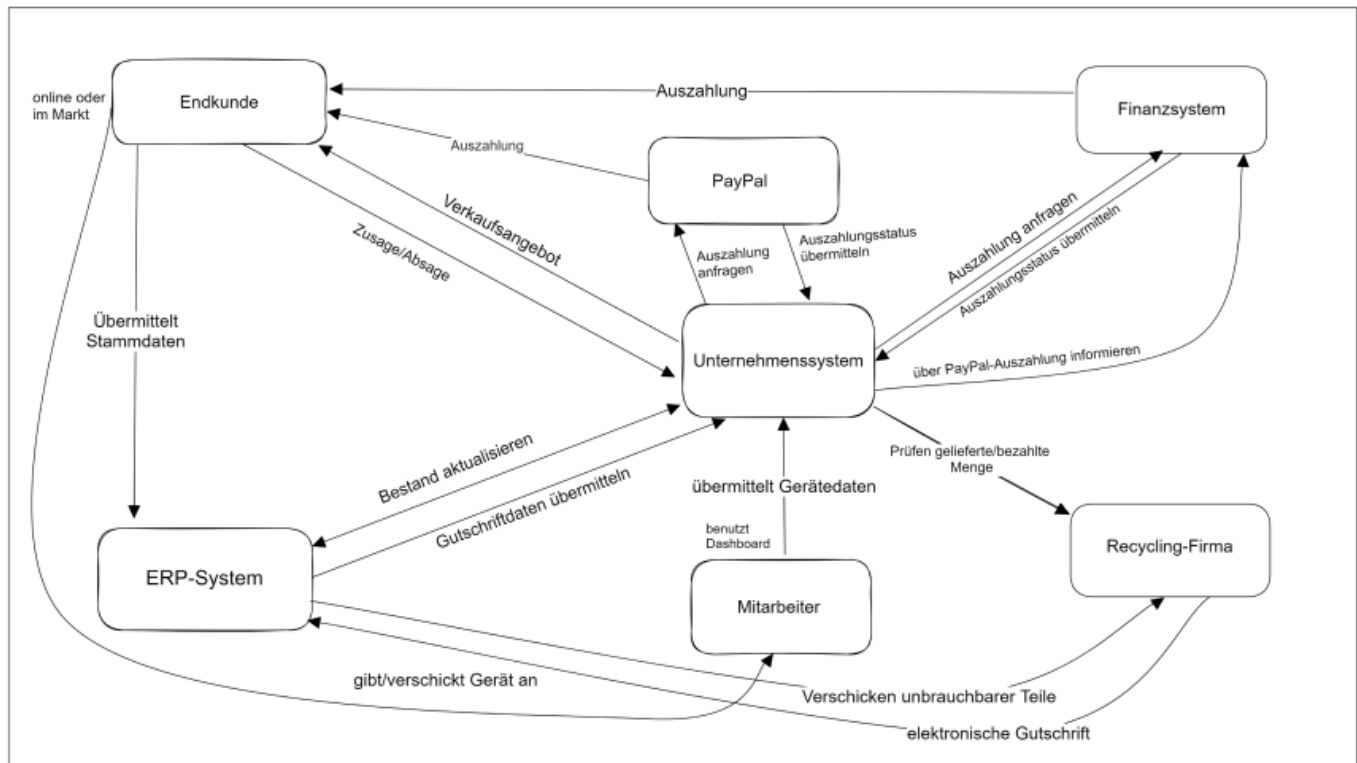 online oder
im Markt
Endkunde
Auszahlung
Finanzsystem
Auszahlung
PayPal
Verkaufsangebot
Zusage/Absage
Auszahlung
anfragen
Auszahlungsstatus
übermitteln
Auszahlung anfragen
Auszahlungsstatus übermitteln
Übermittelt
Stammdaten
Unternehmenssystem
über PayPal-Auszahlung informieren
Bestand aktualisieren
Gutschriftdaten übermitteln
Prüfen gelieferte/bezahlte
Menge
übermittelt Gerätedaten
benutzt
Dashboard
ERP-System
Recycling-Firma
Mitarbeiter
gibt/verschickt Gerät an
Verschicken unbrauchbarer Teile
elektronische Gutschrift